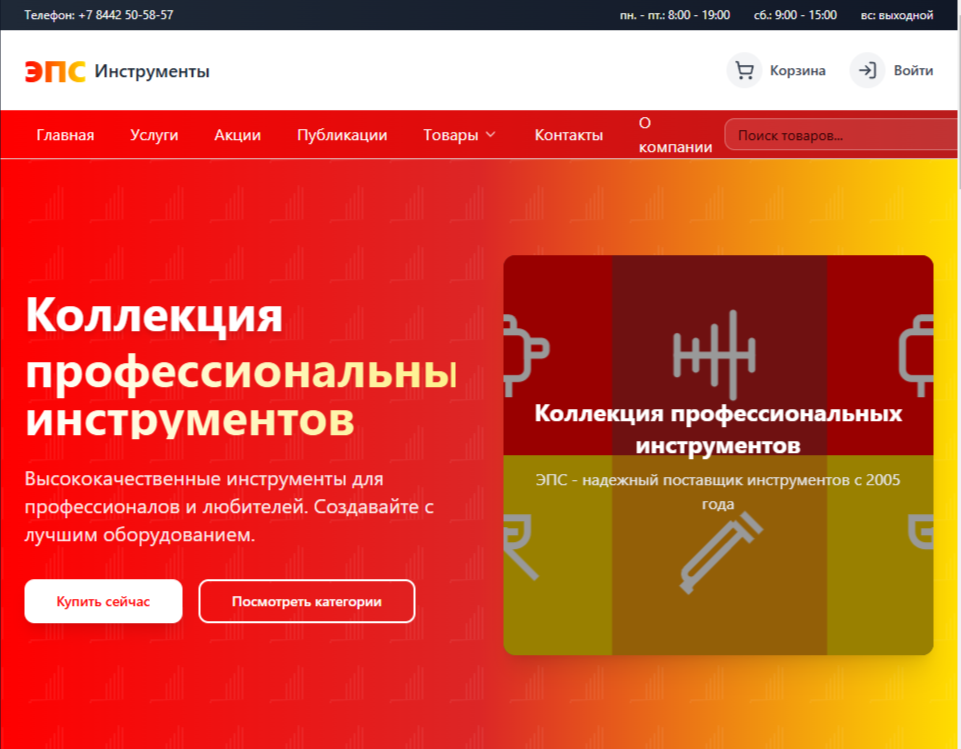 Телефон: +7 8442 50-58-57
пн. - пт.: 8:00 - 19:00 сб.: 9:00 - 15:00 вс: выходной
ЭПС Инструменты
Корзина Войти
Главная Услуги Акции Публикации Товары Контакты О
компании
Поиск товаров...
Коллекция
профессиональны
инструментов
Высококачественные инструменты для
профессионалов и любителей. Создавайте с
лучшим оборудованием.
Купить сейчас Посмотреть категории
Коллекция профессиональных
инструментов
ЭПС - надежный поставщик инструментов с 2005
года